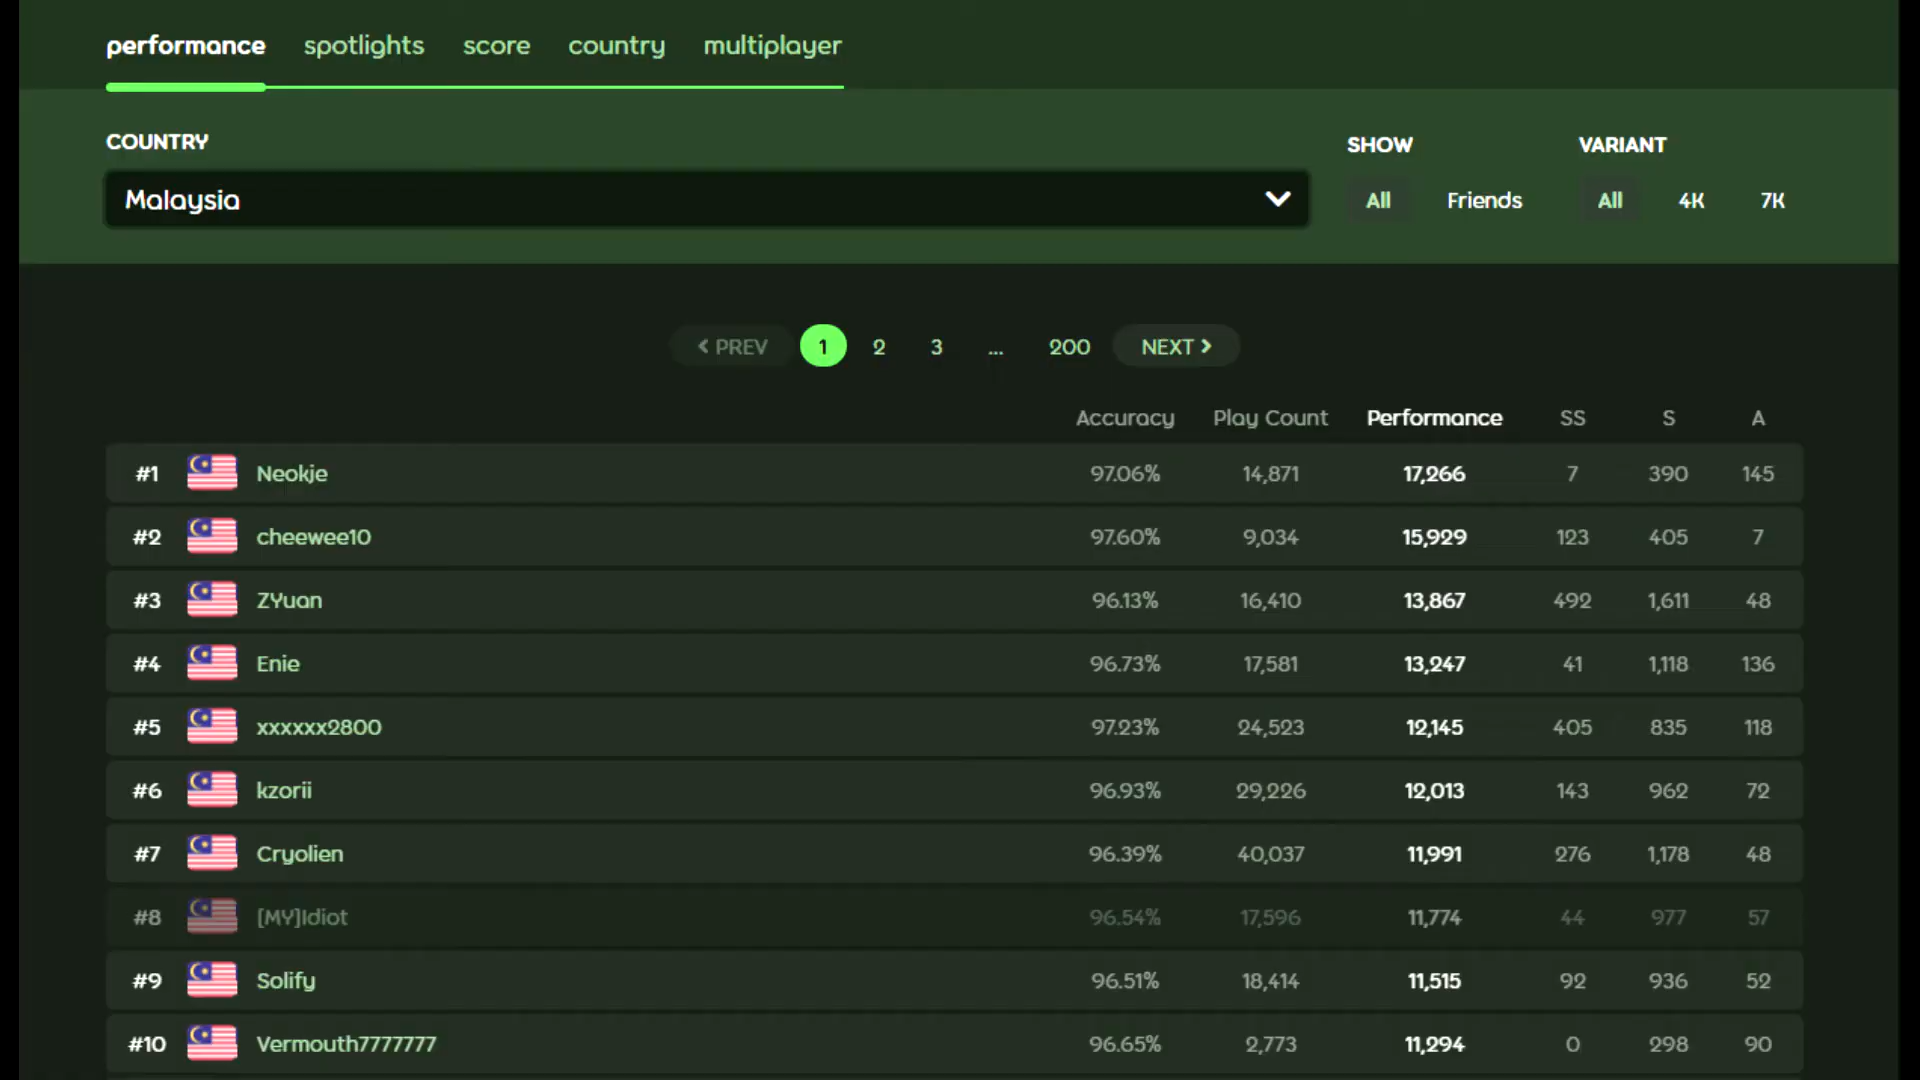 performance spotlights score country multiplayer
COUNTRY SHOW VARIANT
Malaysia All Friends All 4K 7K
PREV 1 2 3 ... 200 NEXT
Accuracy Play Count Performance SS S A
#1 Neokje 97.06% 14,871 17,266 7 390 145
#2 cheewee10 97.60% 9,034 15,929 123 405 7
#3 ZYuan 96.13% 16,410 13,867 492 1,611 48
#4 Enie 96.73% 17,581 13,247 41 1,118 136
#5 xxxxxx2800 97.23% 24,523 12,145 405 835 118
#6 kzorii 96.93% 29,226 12,013 143 962 72
#7 Cryolien 96.39% 40,037 11,991 276 1,178 48
#8 [MY]Idiot 96.54% 17,596 11,774 44 977 57
#9 Solify 96.51% 18,414 11,515 92 936 52
#10 Vermouth7777777 96.65% 2,773 11,294 0 298 90